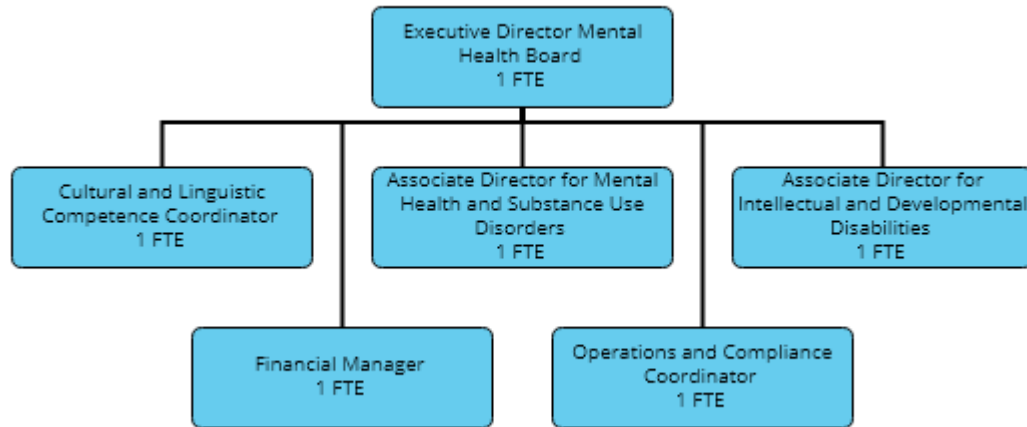 Executive Director Mental
Health Board
1 FTE
Cultural and Linguistic
Competence Coordinator
1 FTE
Associate Director for Mental
Health and Substance Use
Disorders
1 FTE
Associate Director for
Intellectual and Developmental
Disabilities
1 FTE
Financial Manager
1 FTE
Operations and Compliance
Coordinator
1 FTE